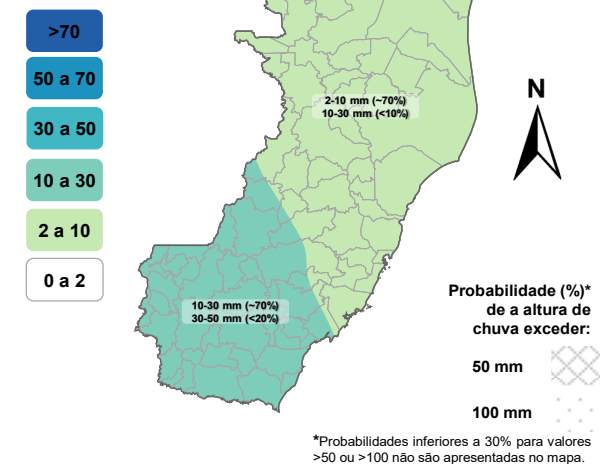 >70
50 a 70
30 a 50
10 a 30
2 a 10
0 a 2
2-10 mm (~70%)
10-30 mm (<10%)
N
10-30 mm (~70%)
30-50 mm (<20%)
Probabilidade (%)*
de a altura de
chuva exceder:
50 mm
100 mm
*Probabilidades inferiores a 30% para valores
>50 ou >100 não são apresentadas no mapa.